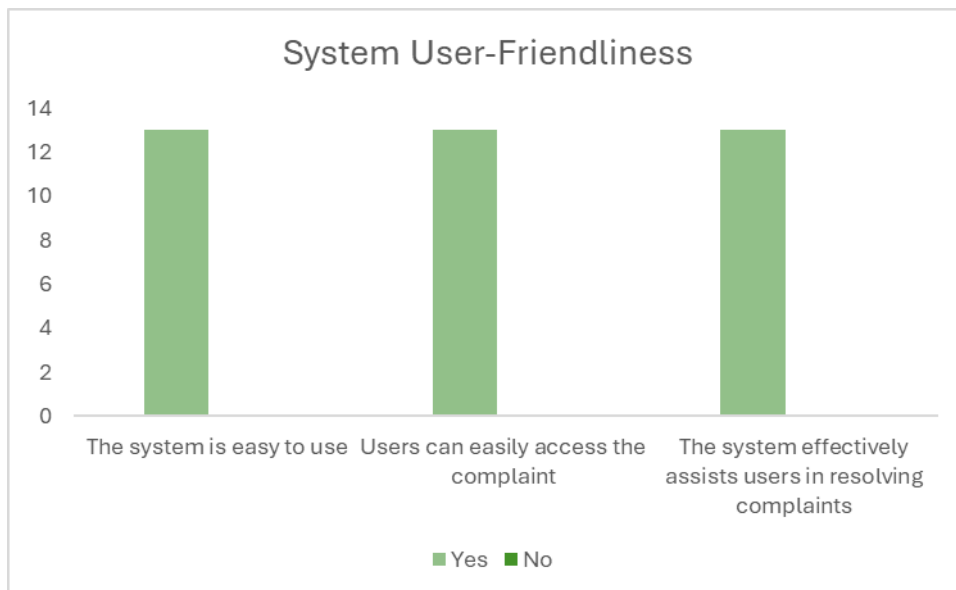 System User-Friendliness
14
12
10
8
6
4
2
0
The system is easy to use
Users can easily access the
complaint
The system effectively
assists users in resolving
complaints
Yes
No